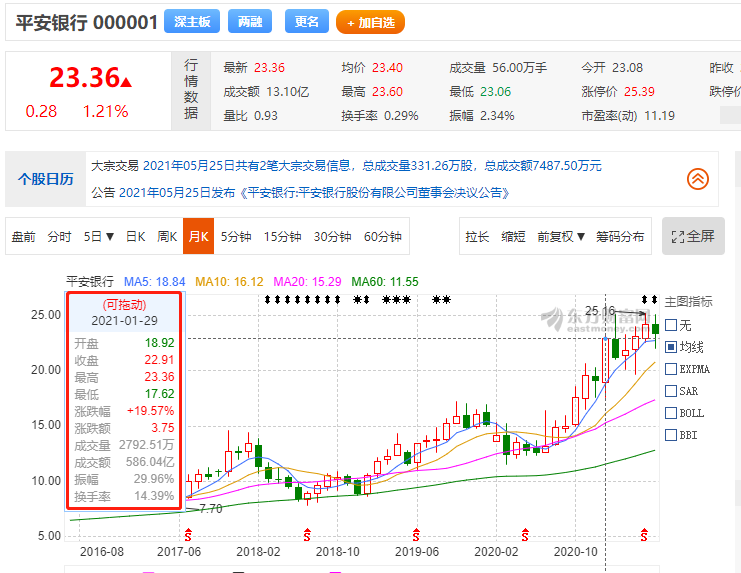 平安银行 000001 深主板 两融 更名 + 加自选
23.36▲
0.28 1.21%
行情数据
最新 23.36 均价 23.40 成交量 56.00万手 今开 23.08 昨收
成交额 13.10亿 最高 23.60 最低 23.06 涨停价 25.39 跌停价
量比 0.93 换手率 0.29% 振幅 2.34% 市盈率(动) 11.19
个股日历
大宗交易 2021年05月25日共有2笔大宗交易信息，总成交量331.26万股，总成交额7487.50万元
公告 2021年05月25日发布《平安银行:平安银行股份有限公司董事会决议公告》
盘前 分时 5日▼ 日K 周K 月K 5分钟 15分钟 30分钟 60分钟 拉长 缩短 前复权▼ 筹码分布 全屏
平安银行 MA5: 18.84 MA10: 16.12 MA20: 15.29 MA60: 11.55
(可拖动)
2021-01-29
开盘 18.92
收盘 22.91
最高 23.36
最低 17.62
涨跌幅 +19.57%
涨跌额 3.75
成交量 2792.51万
成交额 586.04亿
振幅 29.96%
换手率 14.39%
25.00
20.00
15.00
10.00
5.00
25.16
东方财富网
eastmoney.com
7.70
S S S S S
2016-08 2017-06 2018-02 2018-10 2019-06 2020-02 2020-10
主图指标
无
均线
EXPMA
SAR
BOLL
BBI